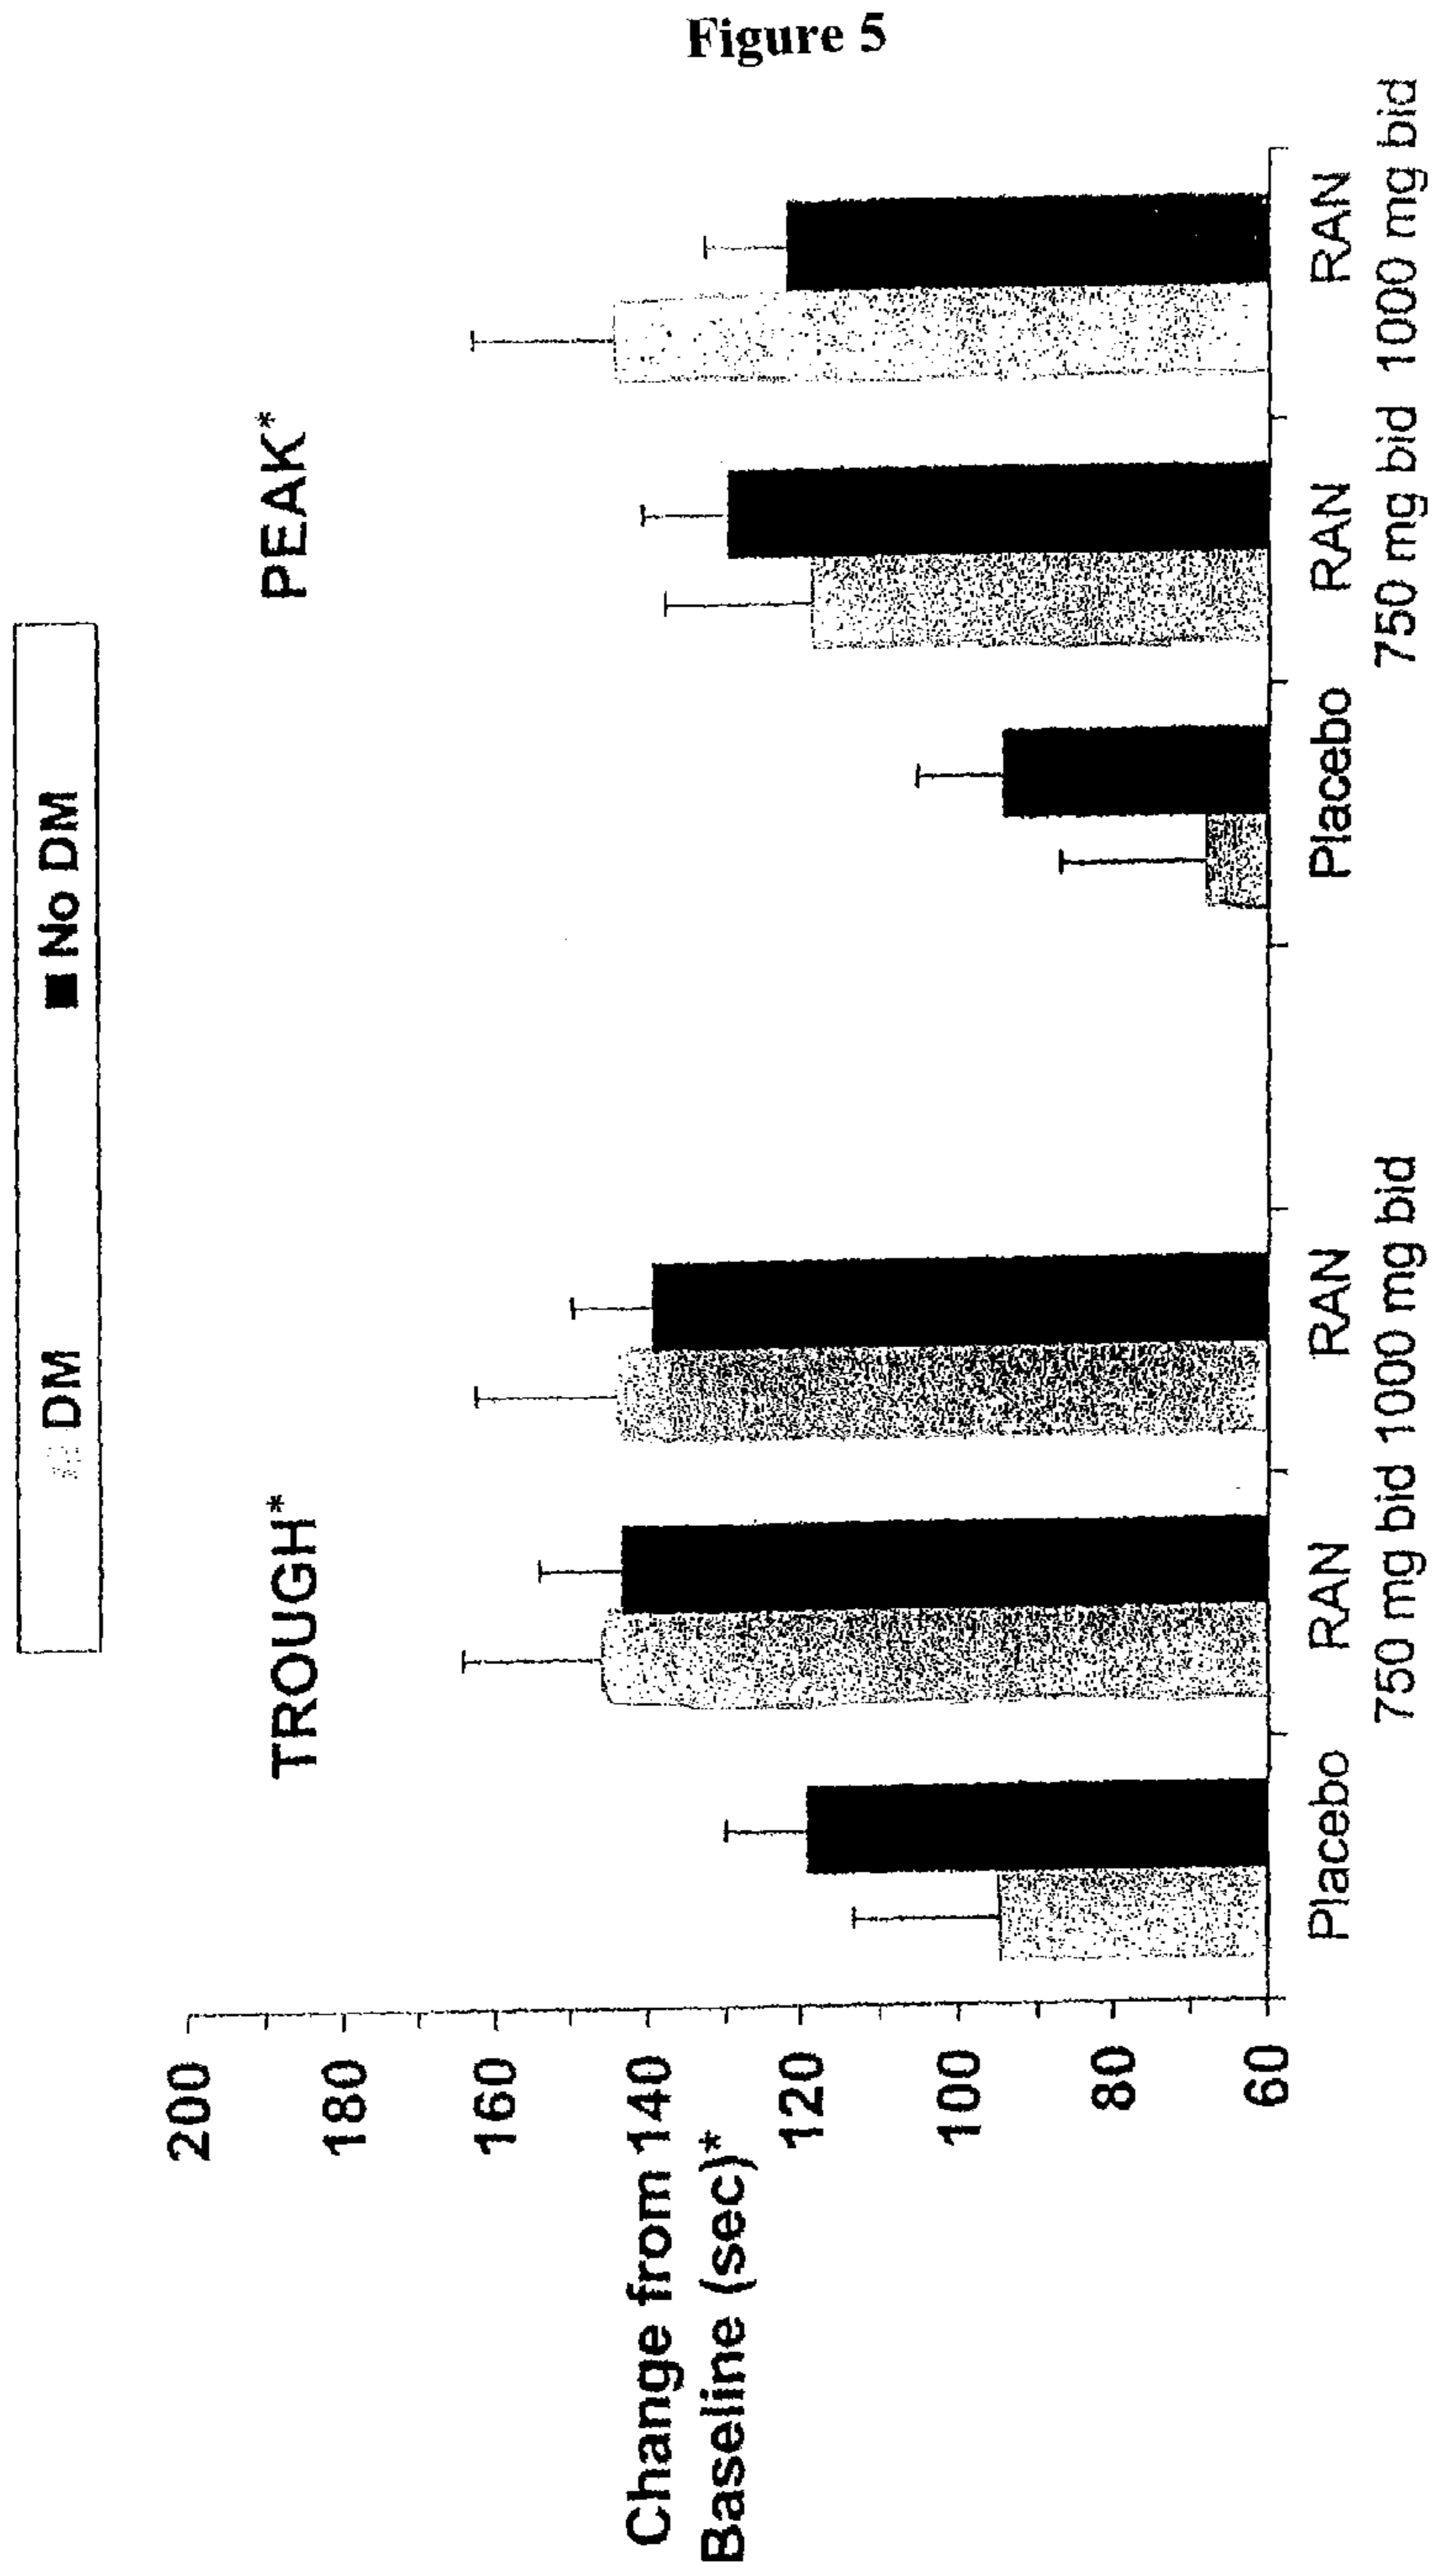 Figure 5
DM
No DM
TROUGH*
PEAK*
200
180
160
140
120
100
80
60
Change from
Baseline (sec)*
Placebo
RAN
750 mg bid
RAN
1000 mg bid
Placebo
RAN
750 mg bid
RAN
1000 mg bid